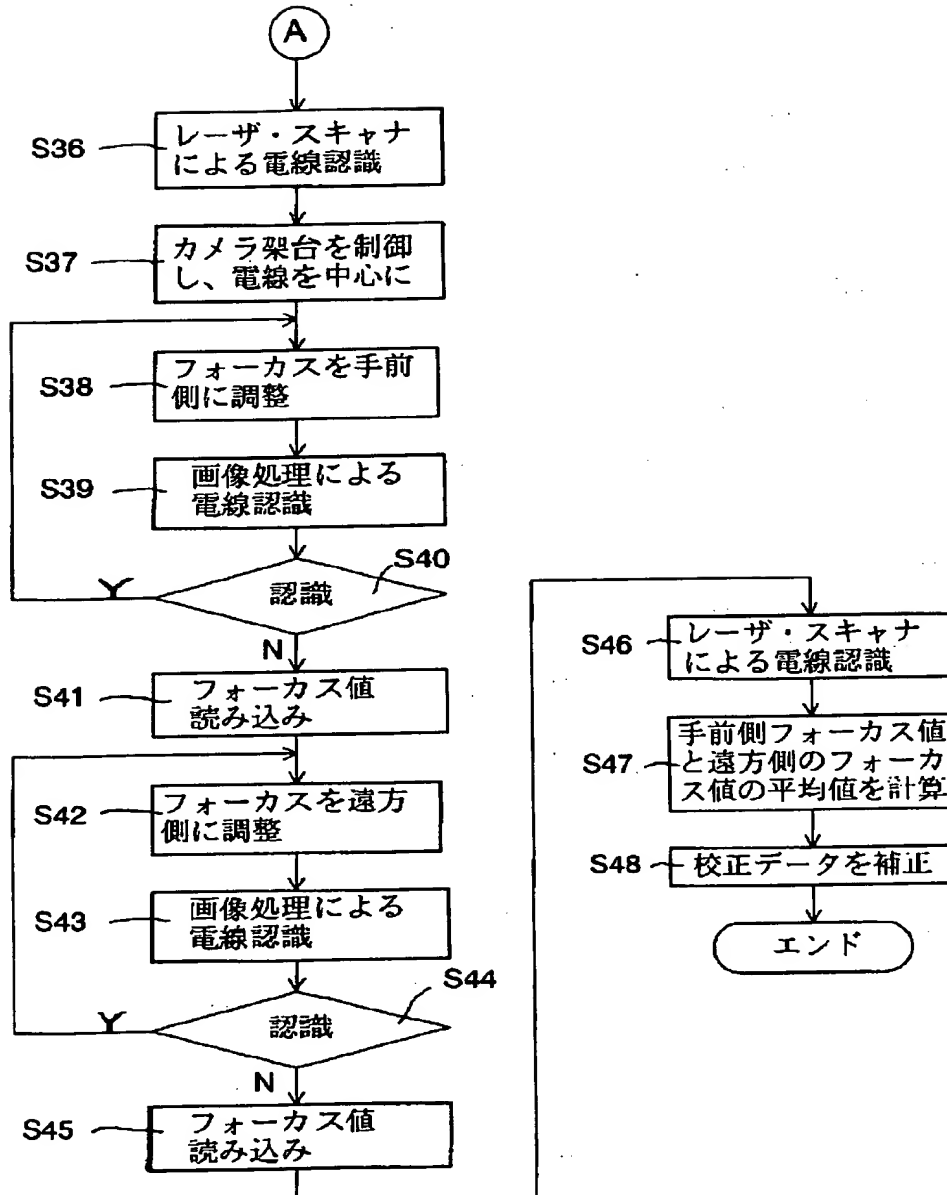 A
S36
レーザ・スキャナ
による電線認識
S37
カメラ架台を制御
し、電線を中心に
S38
フォーカスを手前
側に調整
S39
画像処理による
電線認識
S40
認識
Y
N
S41
フォーカス値
読み込み
S42
フォーカスを遠方
側に調整
S43
画像処理による
電線認識
S44
認識
Y
N
S45
フォーカス値
読み込み
S46
レーザ・スキャナ
による電線認識
S47
手前側フォーカス値
と遠方側のフォーカ
ス値の平均値を計算
S48
校正データを補正
エンド